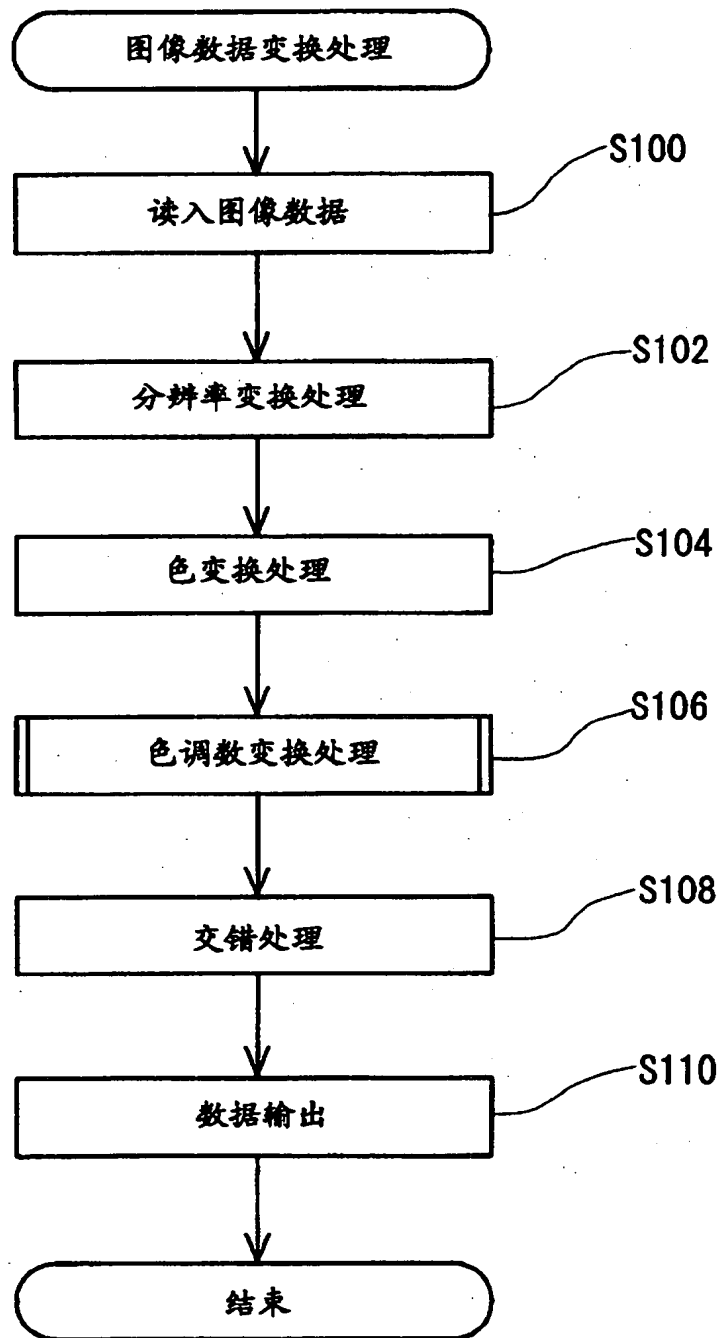 图像数据变换处理
S100
读入图像数据
S102
分辨率变换处理
S104
色变换处理
S106
色调数变换处理
S108
交错处理
S110
数据输出
结束